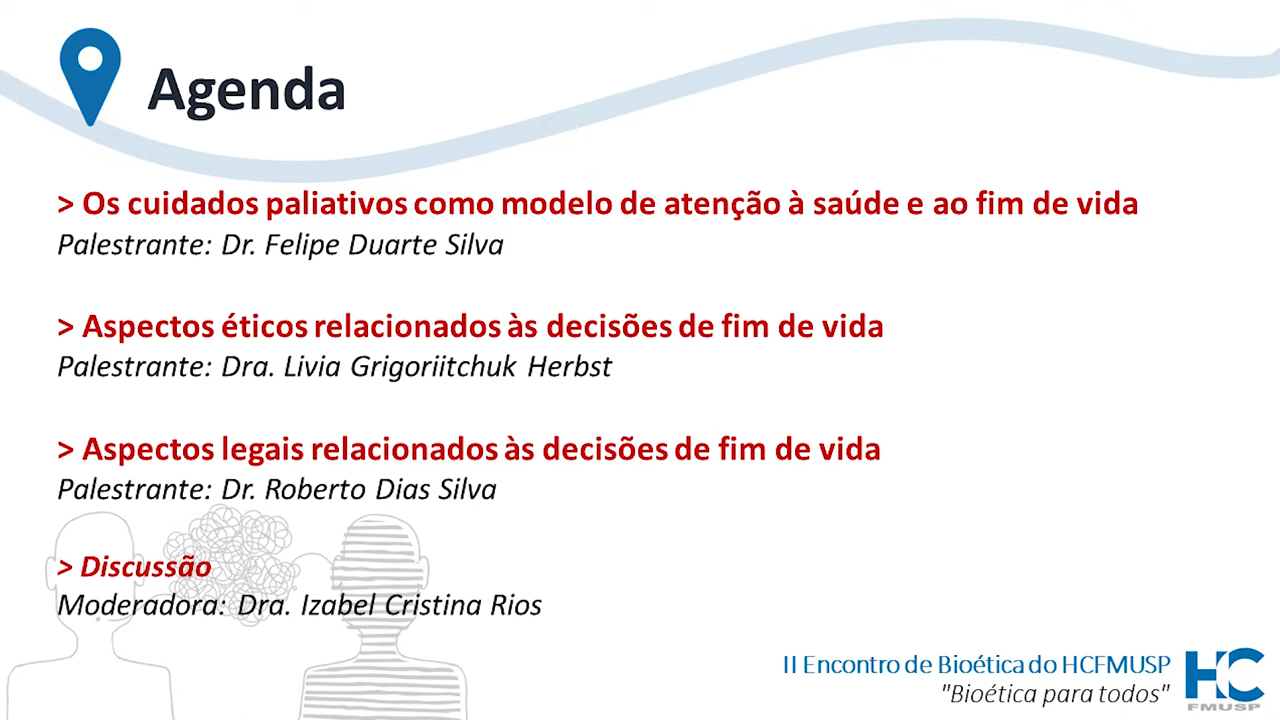 Agenda
> Os cuidados paliativos como modelo de atenção à saúde e ao fim de vida
Palestrante: Dr. Felipe Duarte Silva
> Aspectos éticos relacionados às decisões de fim de vida
Palestrante: Dra. Livia Grigoriitchuk Herbst
> Aspectos legais relacionados às decisões de fim de vida
Palestrante: Dr. Roberto Dias Silva
> Discussão
Moderadora: Dra. Izabel Cristina Rios
II Encontro de Bioética do HCFMUSP
"Bioética para todos"
HC
FMUSP